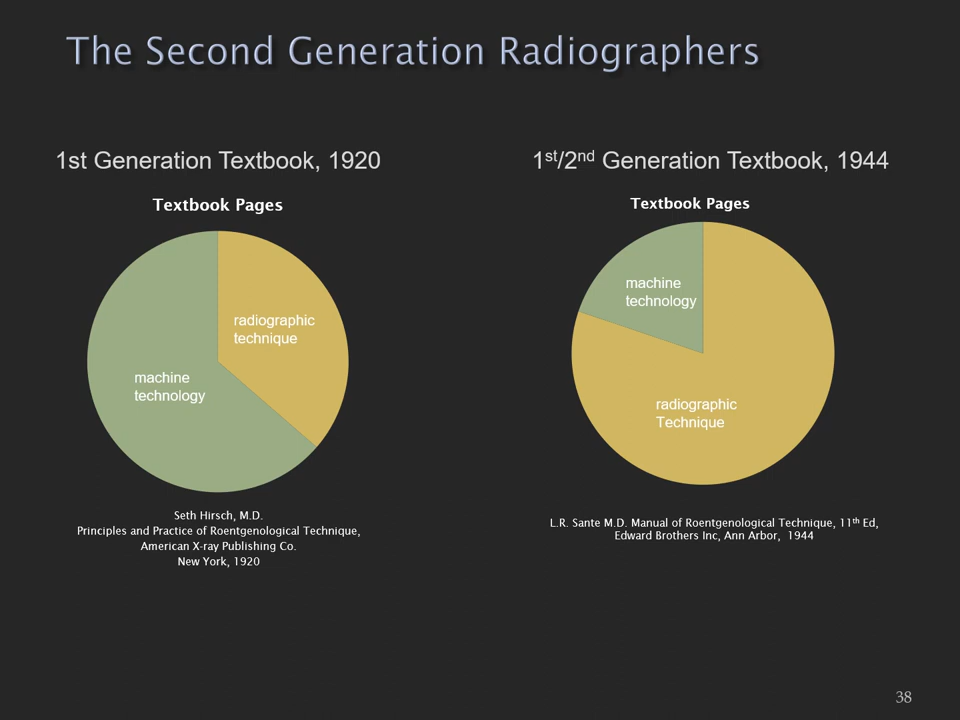 The Second Generation Radiographers
1st Generation Textbook, 1920
Textbook Pages
radiographic
technique
machine
technology
Seth Hirsch, M.D.
Principles and Practice of Roentgenological Technique,
American X-ray Publishing Co.
New York, 1920
1st/2nd Generation Textbook, 1944
Textbook Pages
machine
technology
radiographic
Technique
L.R. Sante M.D. Manual of Roentgenological Technique, 11th Ed,
Edward Brothers Inc, Ann Arbor, 1944
38